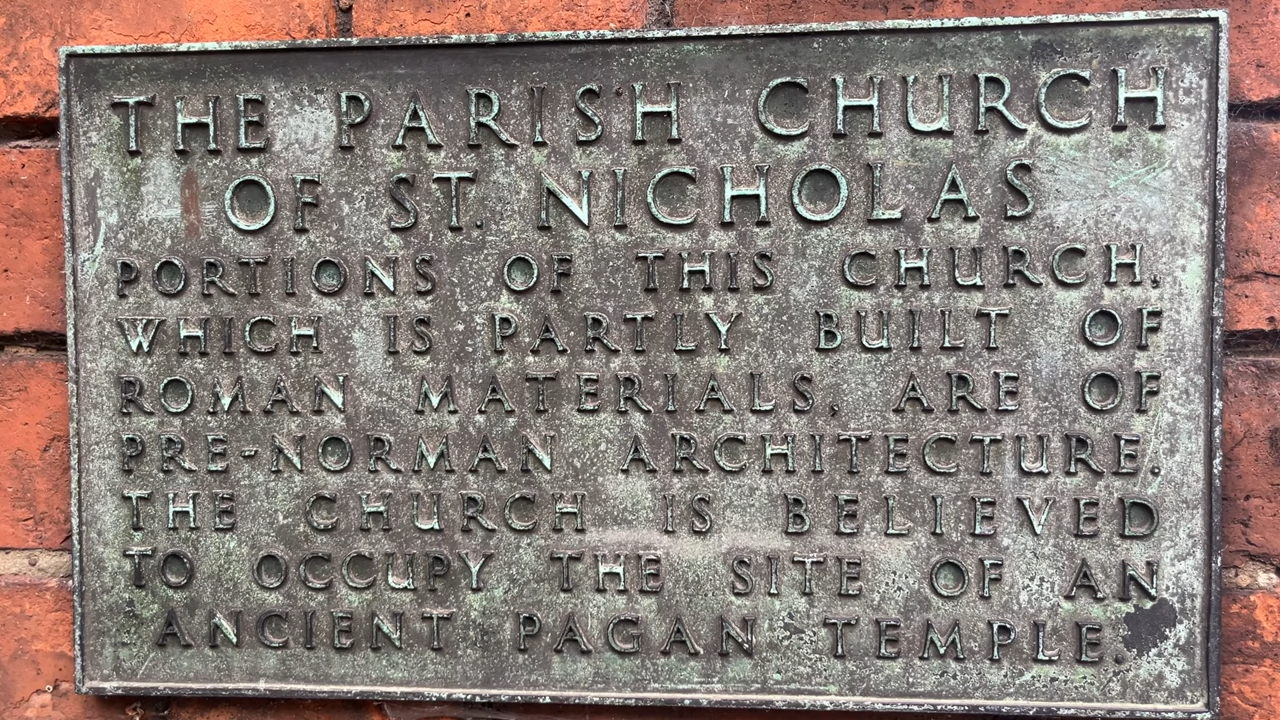 THE PARISH CHURCH
OF ST. NICHOLAS
PORTIONS OF THIS CHURCH,
WHICH IS PARTLY BUILT OF
ROMAN MATERIALS, ARE OF
PRE-NORMAN ARCHITECTURE.
THE CHURCH IS BELIEVED
TO OCCUPY THE SITE OF AN
ANCIENT PAGAN TEMPLE.